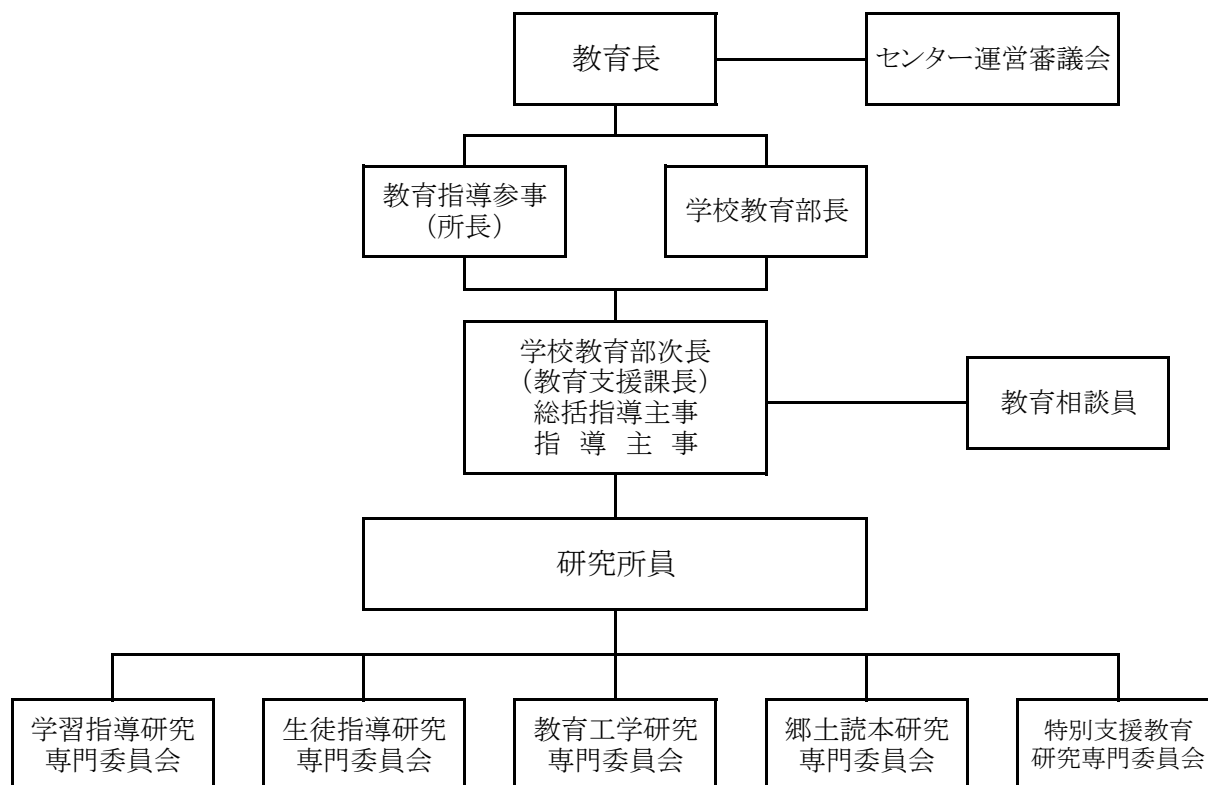 教育長
センター運営審議会
教育指導参事
（所長）
学校教育部長
学校教育部次長
（教育支援課長）
総括指導主事
指 導 主 事
教育相談員
研究所員
学習指導研究
専門委員会
生徒指導研究
専門委員会
教育工学研究
専門委員会
郷土読本研究
専門委員会
特別支援教育
研究専門委員会